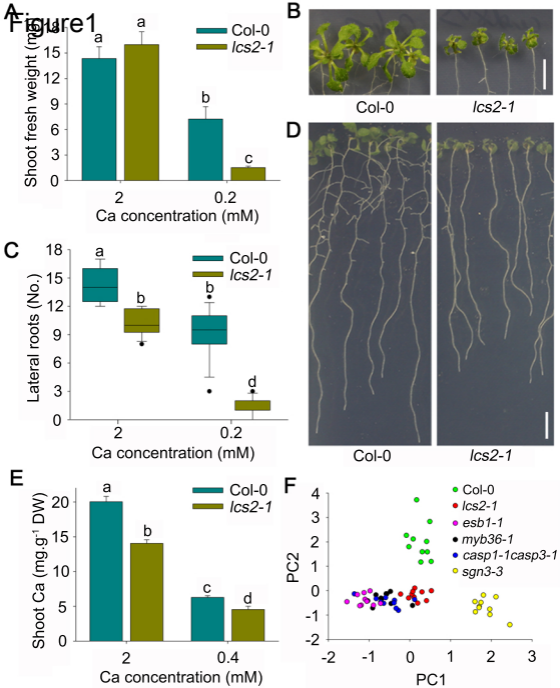 A
Figure1
Shoot fresh weight (m
15
12
9
6
3
0
a
a
b
c
Col-0
lcs2-1
2
0.2
Ca concentration (mM)
B
Col-0
lcs2-1
C
Lateral roots (No.)
18
15
12
9
6
3
0
a
b
b
d
Col-0
lcs2-1
2
0.2
Ca concentration (mM)
D
Col-0
lcs2-1
E
Shoot Ca (mg.g-1 DW)
20
15
10
5
0
a
b
c
d
Col-0
lcs2-1
2
0.4
Ca concentration (mM)
F
PC2
4
3
2
1
0
-1
-2
Col-0
lcs2-1
esb1-1
myb36-1
casp1-1casp3-1
sgn3-3
-2 -1 0 1 2 3
PC1